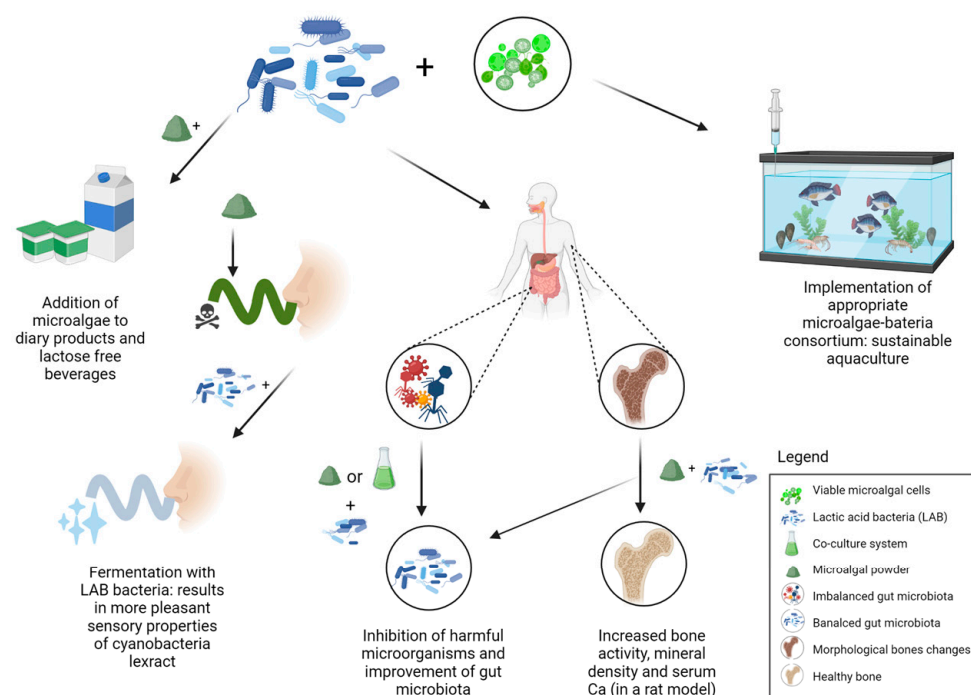 +
+
Addition of
microalgae to
diary products and
lactose free
beverages
+
Fermentation with
LAB bacteria: results
in more pleasant
sensory properties
of cyanobacteria
lextract
or
+
Inhibition of harmful
microorganisms and
improvement of gut
microbiota
+
Increased bone
activity, mineral
density and serum
Ca (in a rat model)
Implementation of
appropriate
microalgae-bateria
consortium: sustainable
aquaculture
Legend
Viable microalgal cells
Lactic acid bacteria (LAB)
Co-culture system
Microalgal powder
Imbalanced gut microbiota
Banalced gut microbiota
Morphological bones changes
Healthy bone